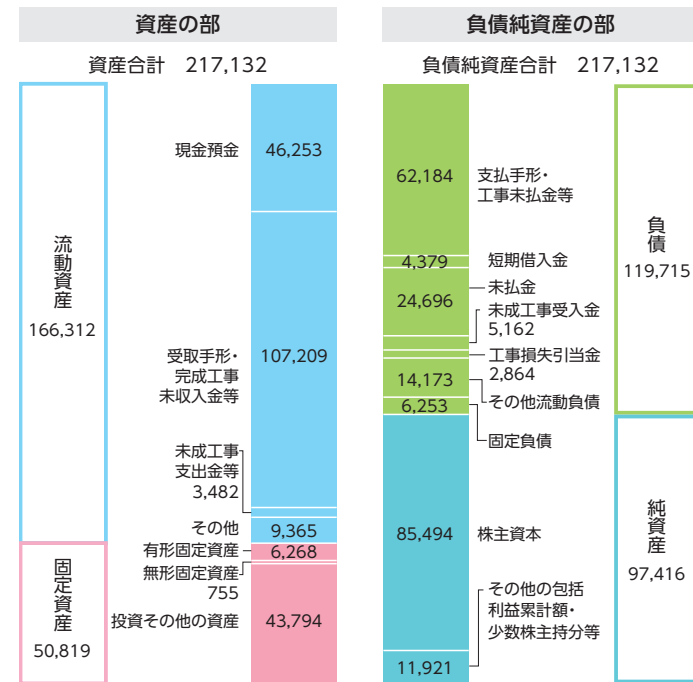 資産の部
資産合計 217,132
流動資産
166,312
固定資産
50,819
現金預金
46,253
受取手形・
完成工事
未収入金等
107,209
未成工事
支出金等
3,482
その他
9,365
有形固定資産
6,268
無形固定資産
755
投資その他の資産
43,794
負債純資産の部
負債純資産合計 217,132
62,184
支払手形・
工事未払金等
4,379
短期借入金
24,696
未払金
未成工事受入金
5,162
工事損失引当金
2,864
14,173
その他流動負債
6,253
固定負債
85,494
株主資本
その他の包括
利益累計額・
少数株主持分等
11,921
負債
119,715
純資産
97,416